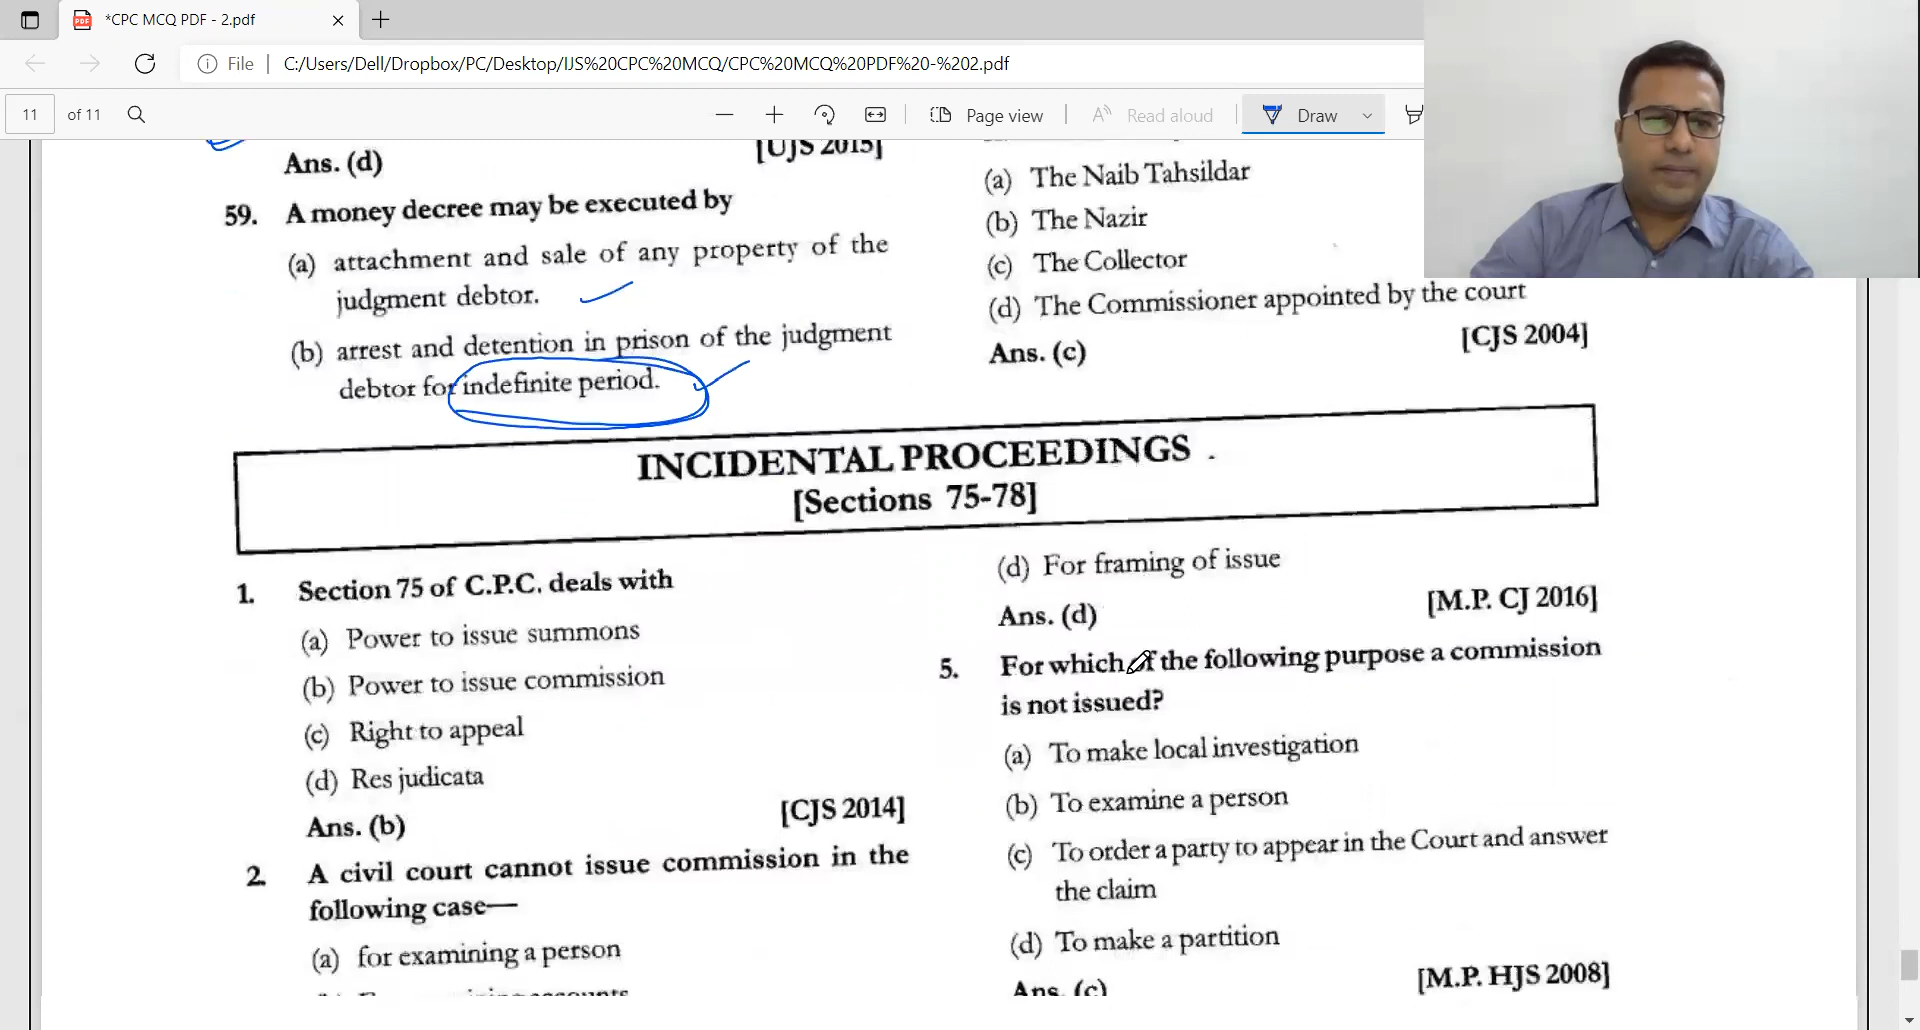 *CPC MCQ PDF - 2.pdf
File
C:/Users/Dell/Dropbox/PC/Desktop/IJS%20CPC%20MCQ/CPC%20MCQ%20PDF%20-%202.pdf
11
of 11
Page view
Read aloud
Draw
Ans. (d)
[UJS 2015]
59. A money decree may be executed by
(a) attachment and sale of any property of the
judgment debtor.
(b) arrest and detention in prison of the judgment
debtor for indefinite period.
(a) The Naib Tahsildar
(b) The Nazir
(c) The Collector
(d) The Commissioner appointed by the court
Ans. (c)
[CJS 2004]
INCIDENTAL PROCEEDINGS
[Sections 75-78]
1. Section 75 of C.P.C. deals with
(a) Power to issue summons
(b) Power to issue commission
(c) Right to appeal
(d) Res judicata
Ans. (b)
[CJS 2014]
2. A civil court cannot issue commission in the
following case—
(a) for examining a person
(d) For framing of issue
Ans. (d)
[M.P. CJ 2016]
5. For which of the following purpose a commission
is not issued?
(a) To make local investigation
(b) To examine a person
(c) To order a party to appear in the Court and answer
the claim
(d) To make a partition
Ans. (c)
[M.P. HJS 2008]